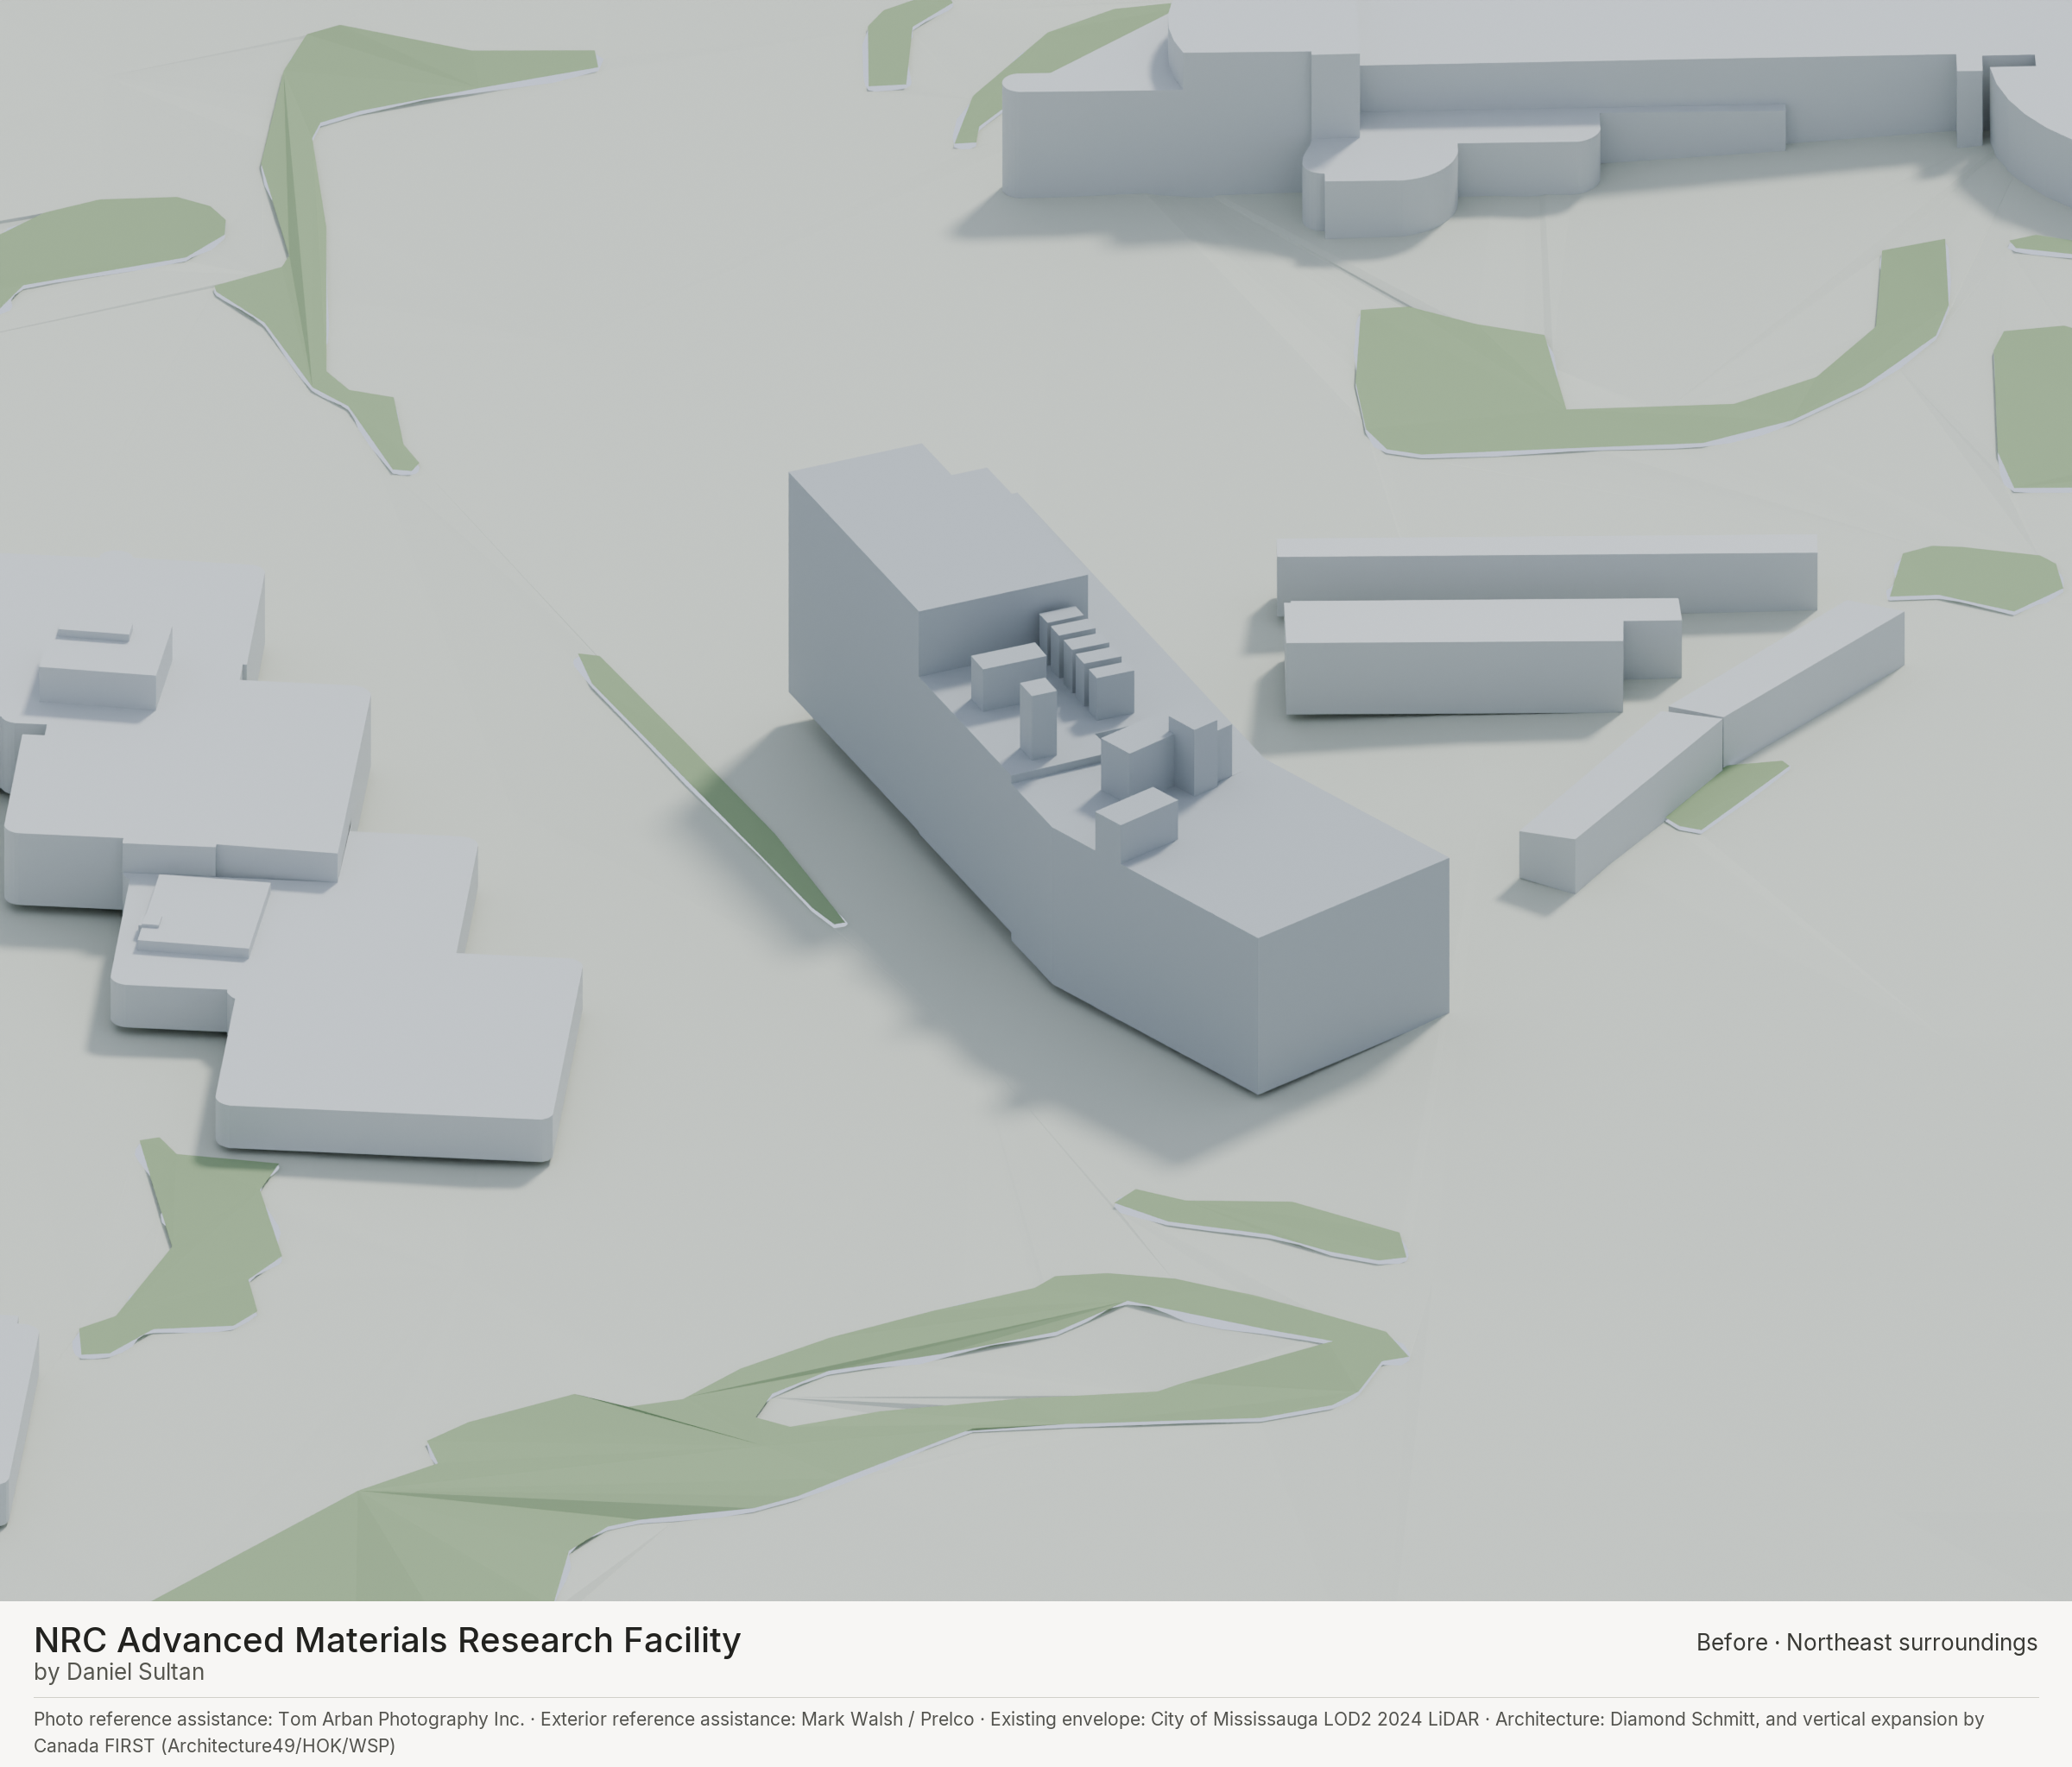 NRC Advanced Materials Research Facility
Before · Northeast surroundings
by Daniel Sultan
Photo reference assistance: Tom Arban Photography Inc. · Exterior reference assistance: Mark Walsh / Prelco · Existing envelope: City of Mississauga LOD2 2024 LiDAR · Architecture: Diamond Schmitt, and vertical expansion by
Canada FIRST (Architecture49/HOK/WSP)